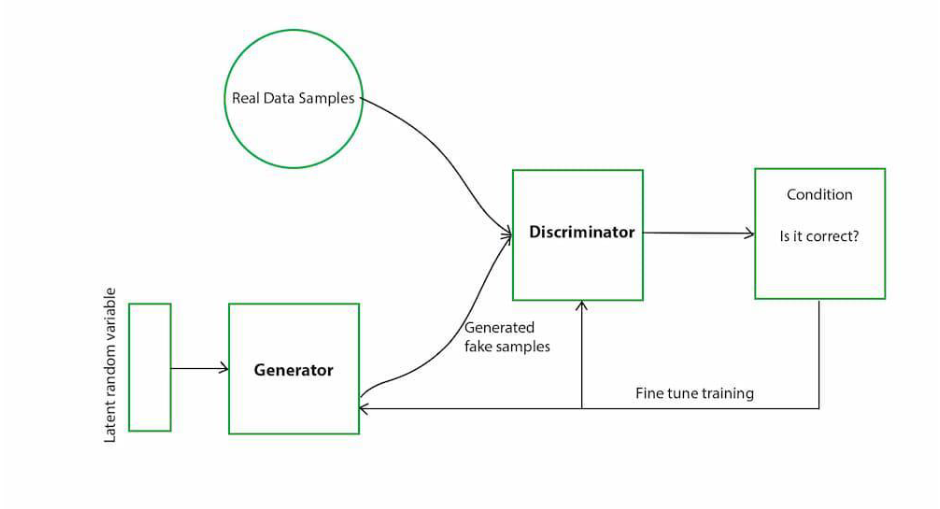 Real Data Samples
Discriminator
Condition
Is it correct?
Latent random variable
Generator
Generated
fake samples
Fine tune training